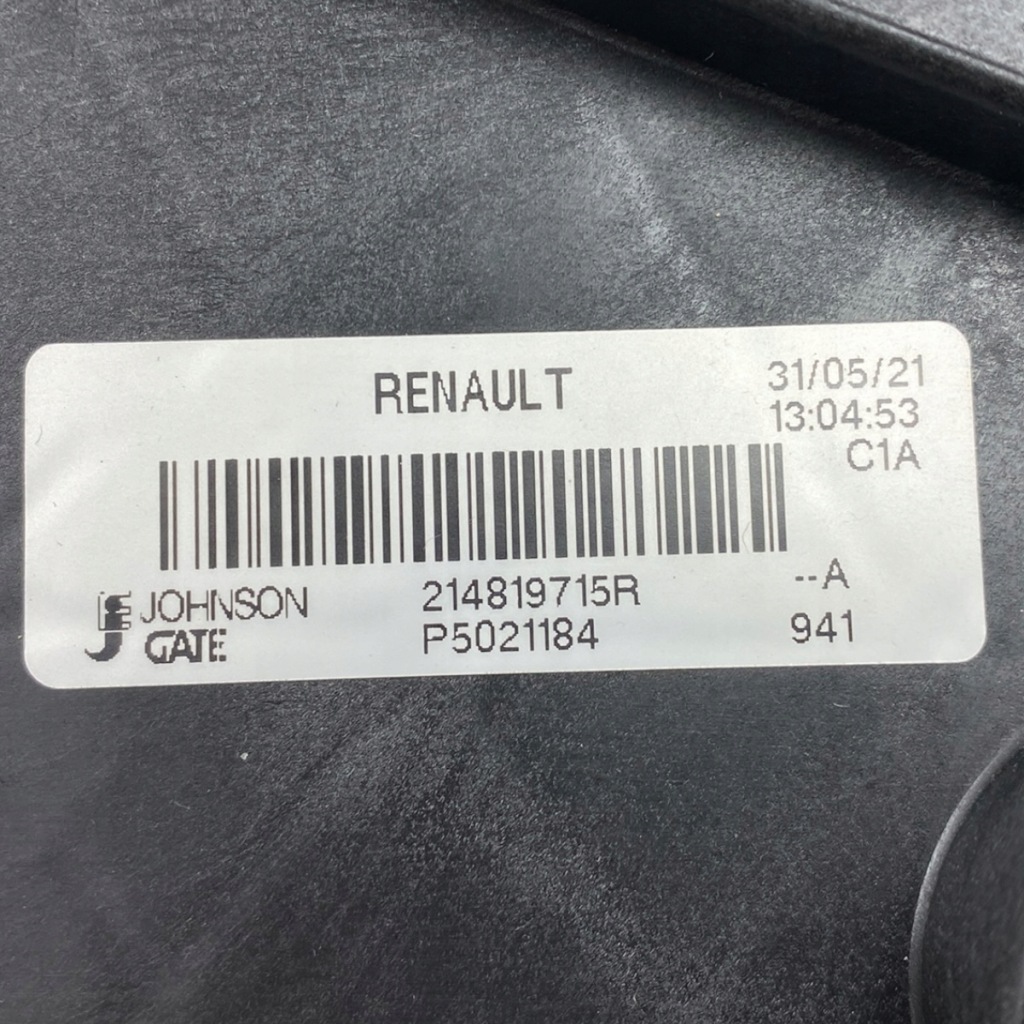 RENAULT
31/05/21
13:04:53
C1A
JOHNSON
GATE
214819715R
P5021184
--A
941